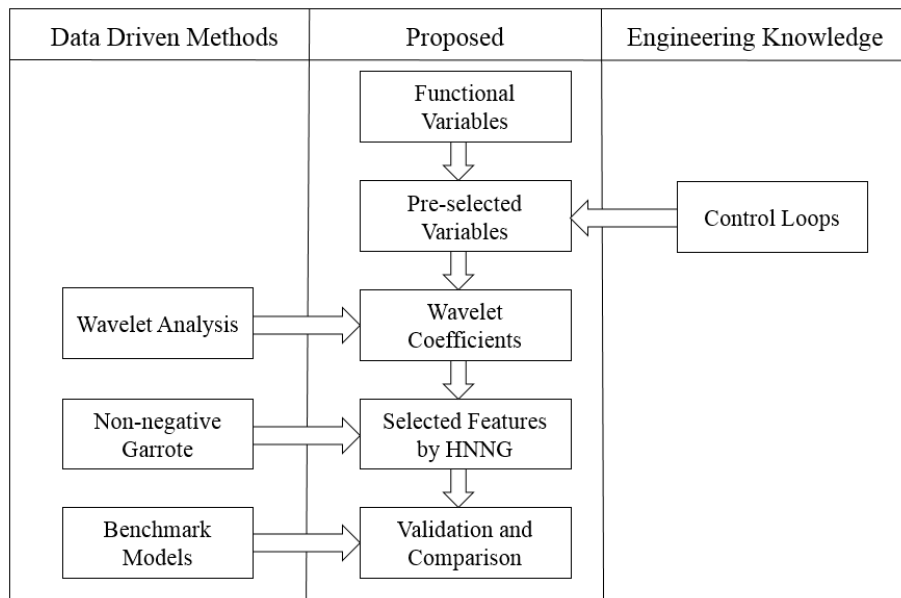 Data Driven Methods
Proposed
Engineering Knowledge
Functional
Variables
Pre-selected
Variables
Control Loops
Wavelet Analysis
Wavelet
Coefficients
Non-negative
Garrote
Selected Features
by HNNG
Benchmark
Models
Validation and
Comparison